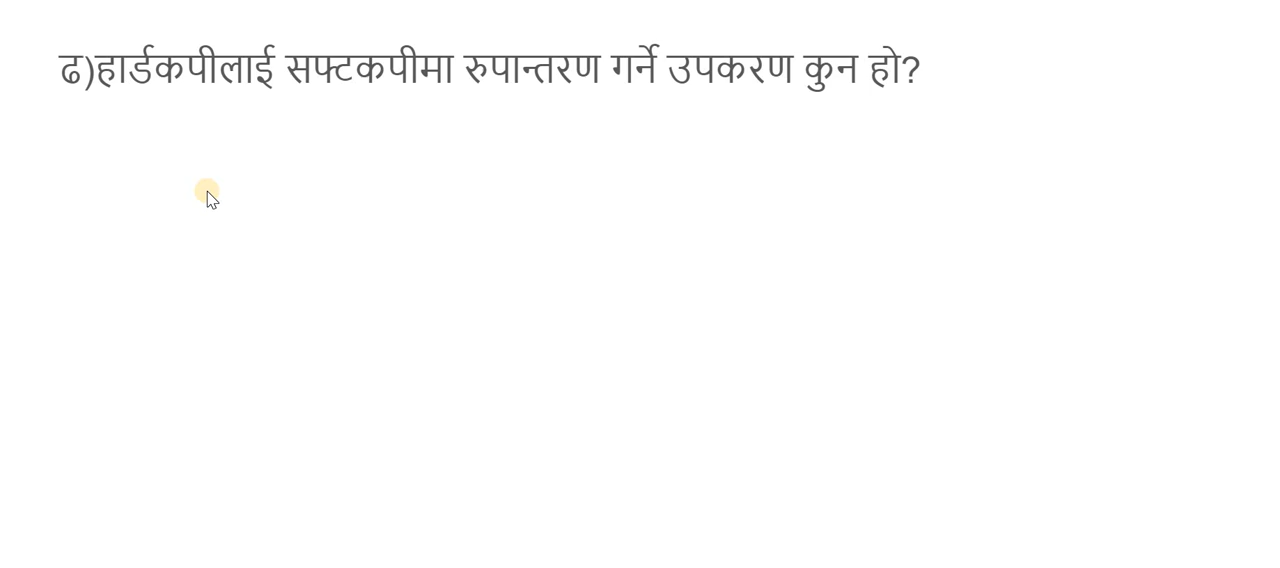 ढ)हार्डकपीलाई सफ्टकपीमा रुपान्तरण गर्ने उपकरण कुन हो?